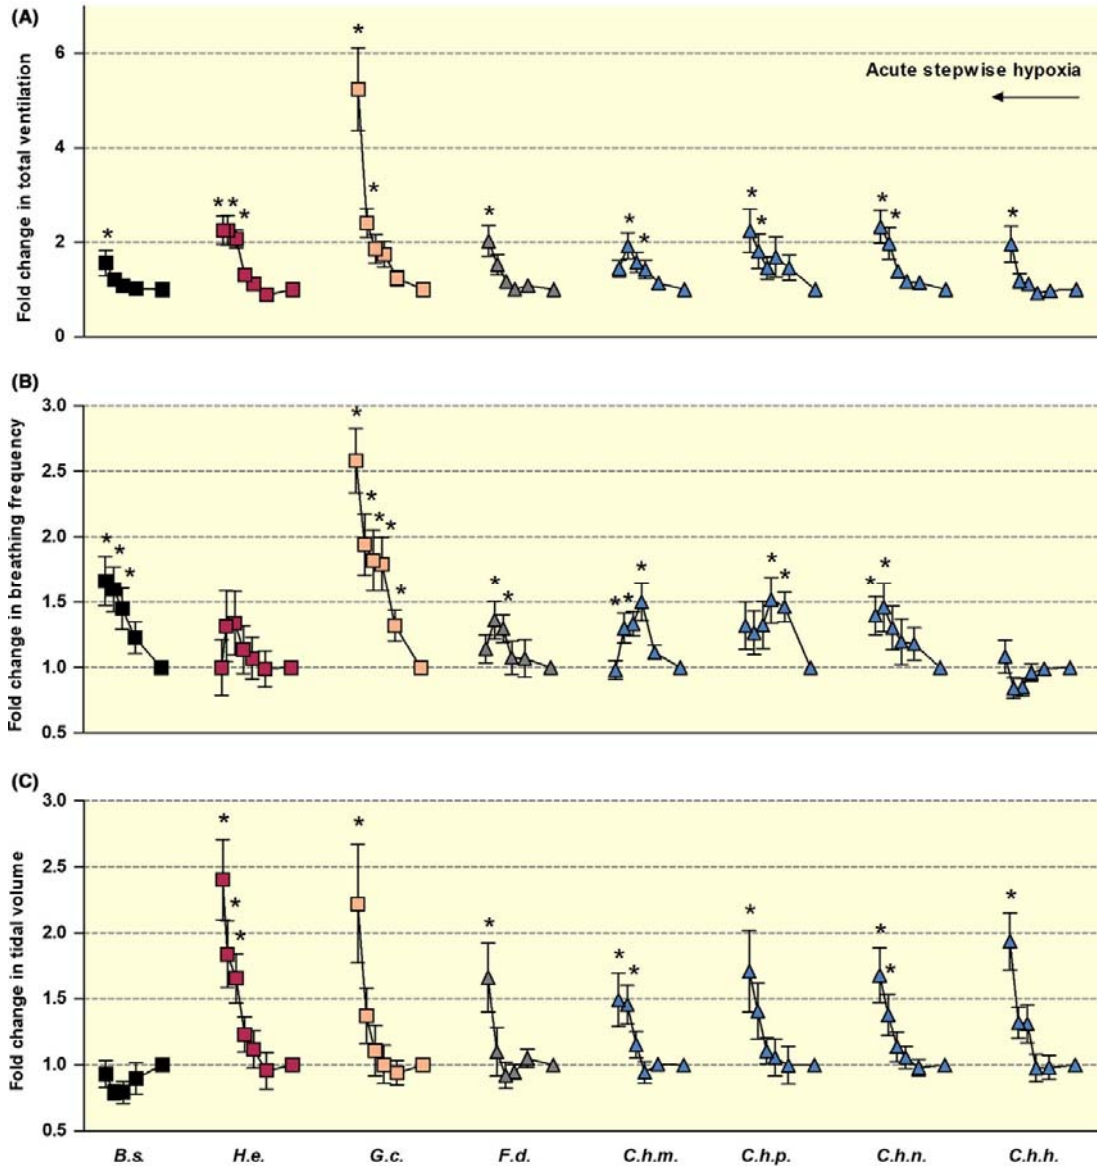 (A)
Fold change in total ventilation
6
4
2
0
Acute stepwise hypoxia
* * * * * * * * * * * * * *
(B)
Fold change in breathing frequency
3.0
2.5
2.0
1.5
1.0
0.5
(C)
Fold change in tidal volume
3.0
2.5
2.0
1.5
1.0
0.5
B.s. H.e. G.c. F.d. C.h.m. C.h.p. C.h.n. C.h.h.